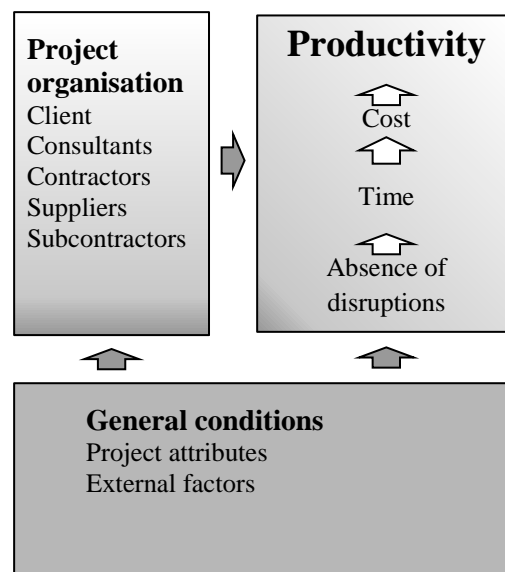 Project
organisation
Client
Consultants
Contractors
Suppliers
Subcontractors
Productivity
Cost
Time
Absence of
disruptions
General conditions
Project attributes
External factors